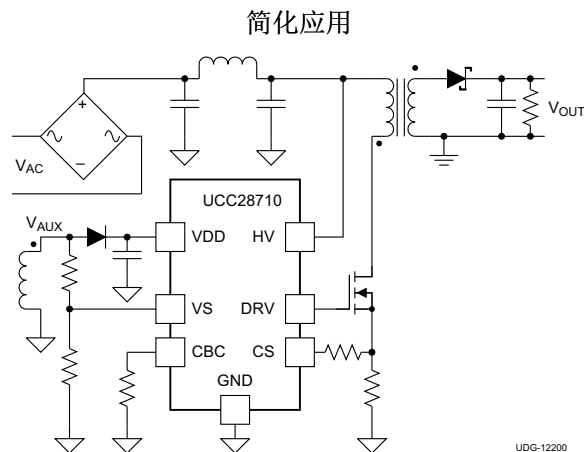 简化应用
+
VOUT
−
VAC
UCC28710
VAUX
VDD
HV
VS
DRV
CBC
CS
GND
UDG-12200